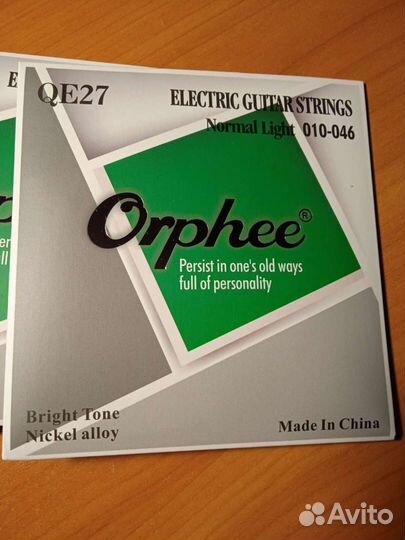 QE27
ELECTRIC GUITAR STRINGS
Normal Light 010-046
Orphee®
Persist in one's old ways
full of personality
Bright Tone
Nickel alloy
Made In China
Avito